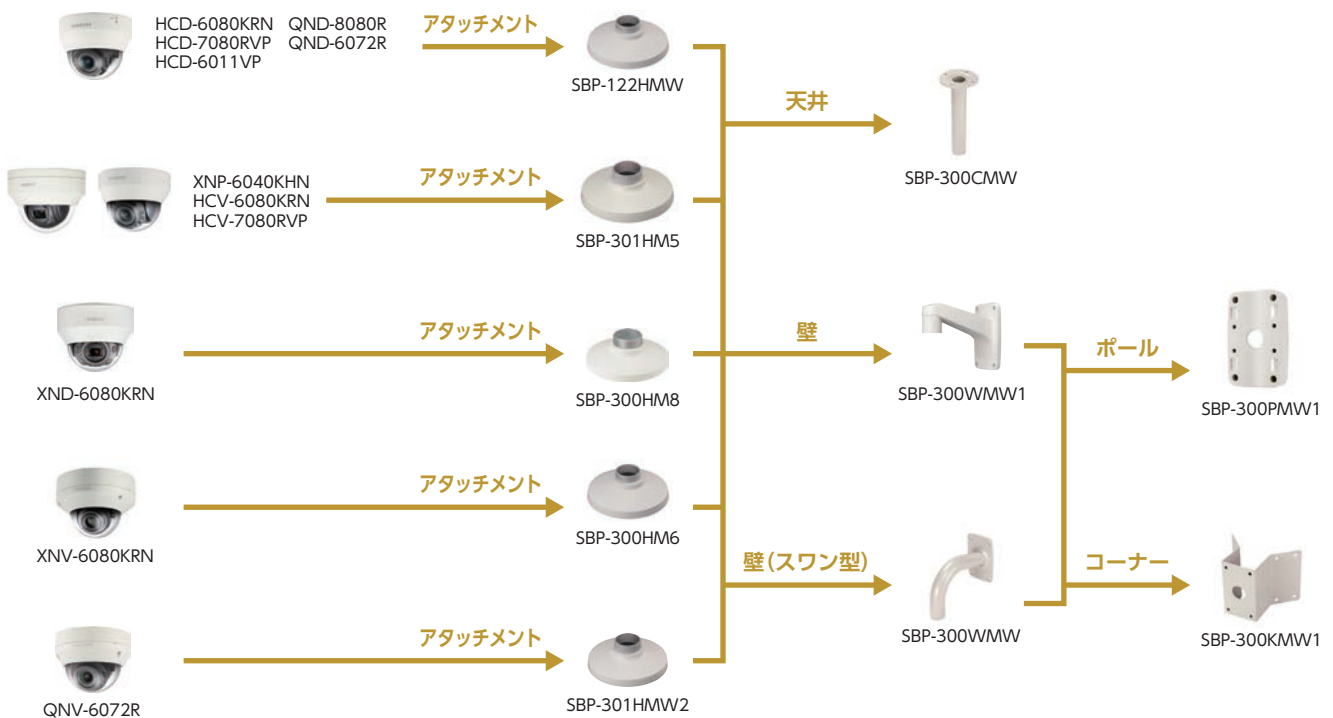 HCD-6080KRN QND-8080R
HCD-7080RVP QND-6072R
HCD-6011VP
アタッチメント
SBP-122HMW
天井
SBP-300CMW
XNP-6040KHN
HCV-6080KRN
HCV-7080RVP
アタッチメント
SBP-301HM5
XND-6080KRN
アタッチメント
SBP-300HM8
壁
SBP-300WMW1
ポール
SBP-300PMW1
XNV-6080KRN
アタッチメント
SBP-300HM6
壁(スワン型)
SBP-300WMW
コーナー
SBP-300KMW1
QNV-6072R
アタッチメント
SBP-301HMW2